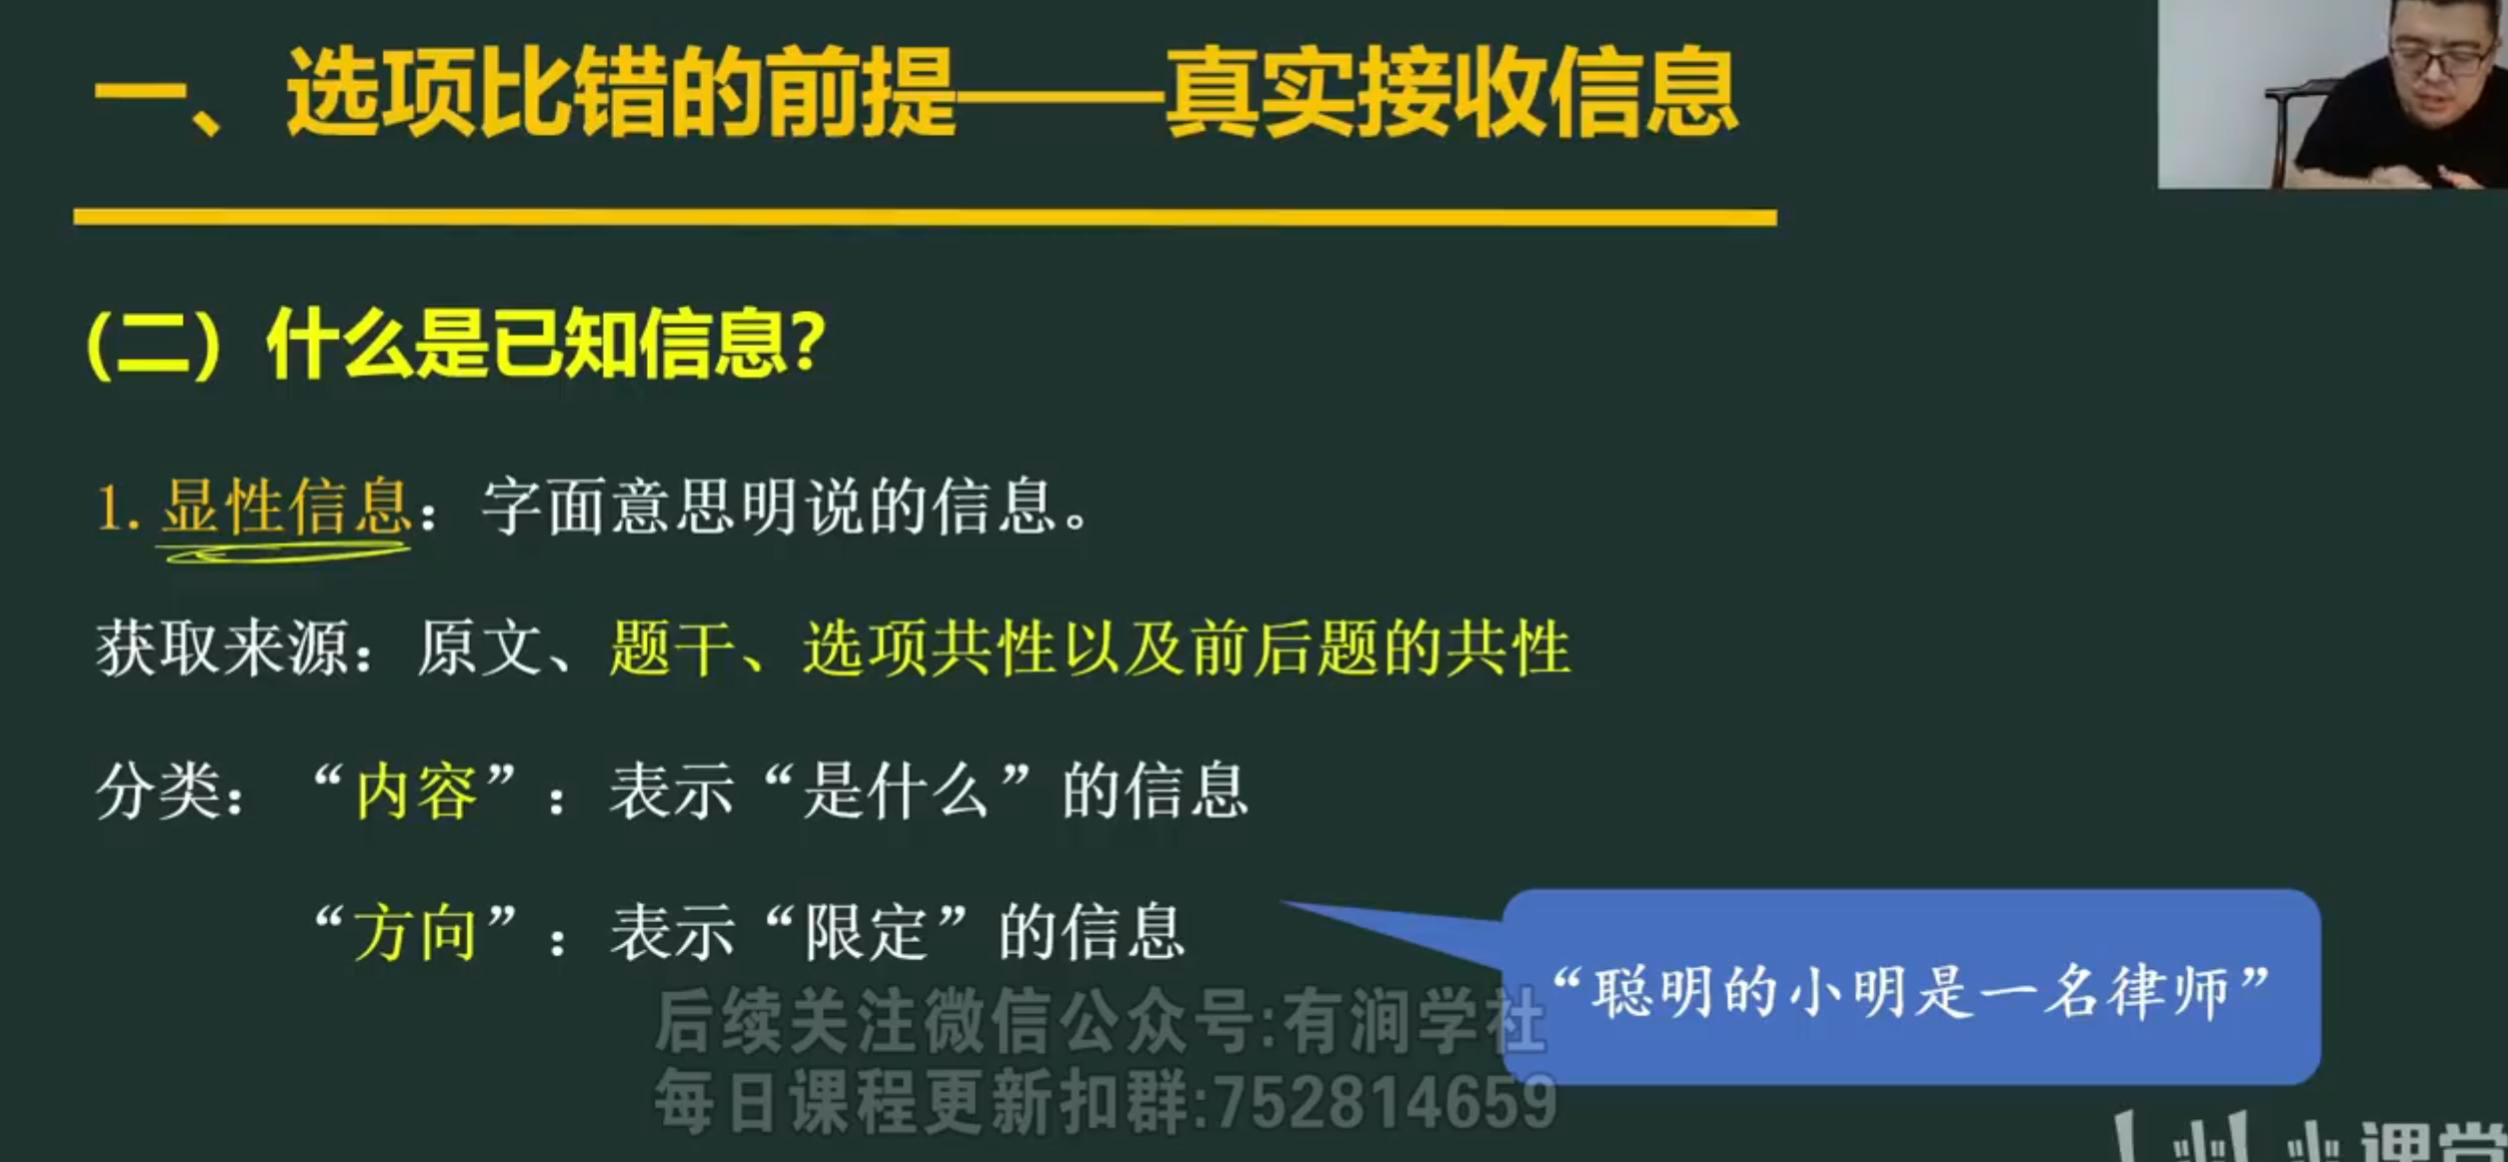 一、选项比错的前提——真实接收信息
（二）什么是已知信息？
1.显性信息：字面意思明说的信息。
获取来源：原文、题干、选项共性以及前后题的共性
分类：“内容”：表示“是什么”的信息
“方向”：表示“限定”的信息
“聪明的小明是一名律师”
后续关注微信公众号:有涧学社
每日课程更新扣群:752814659
课堂